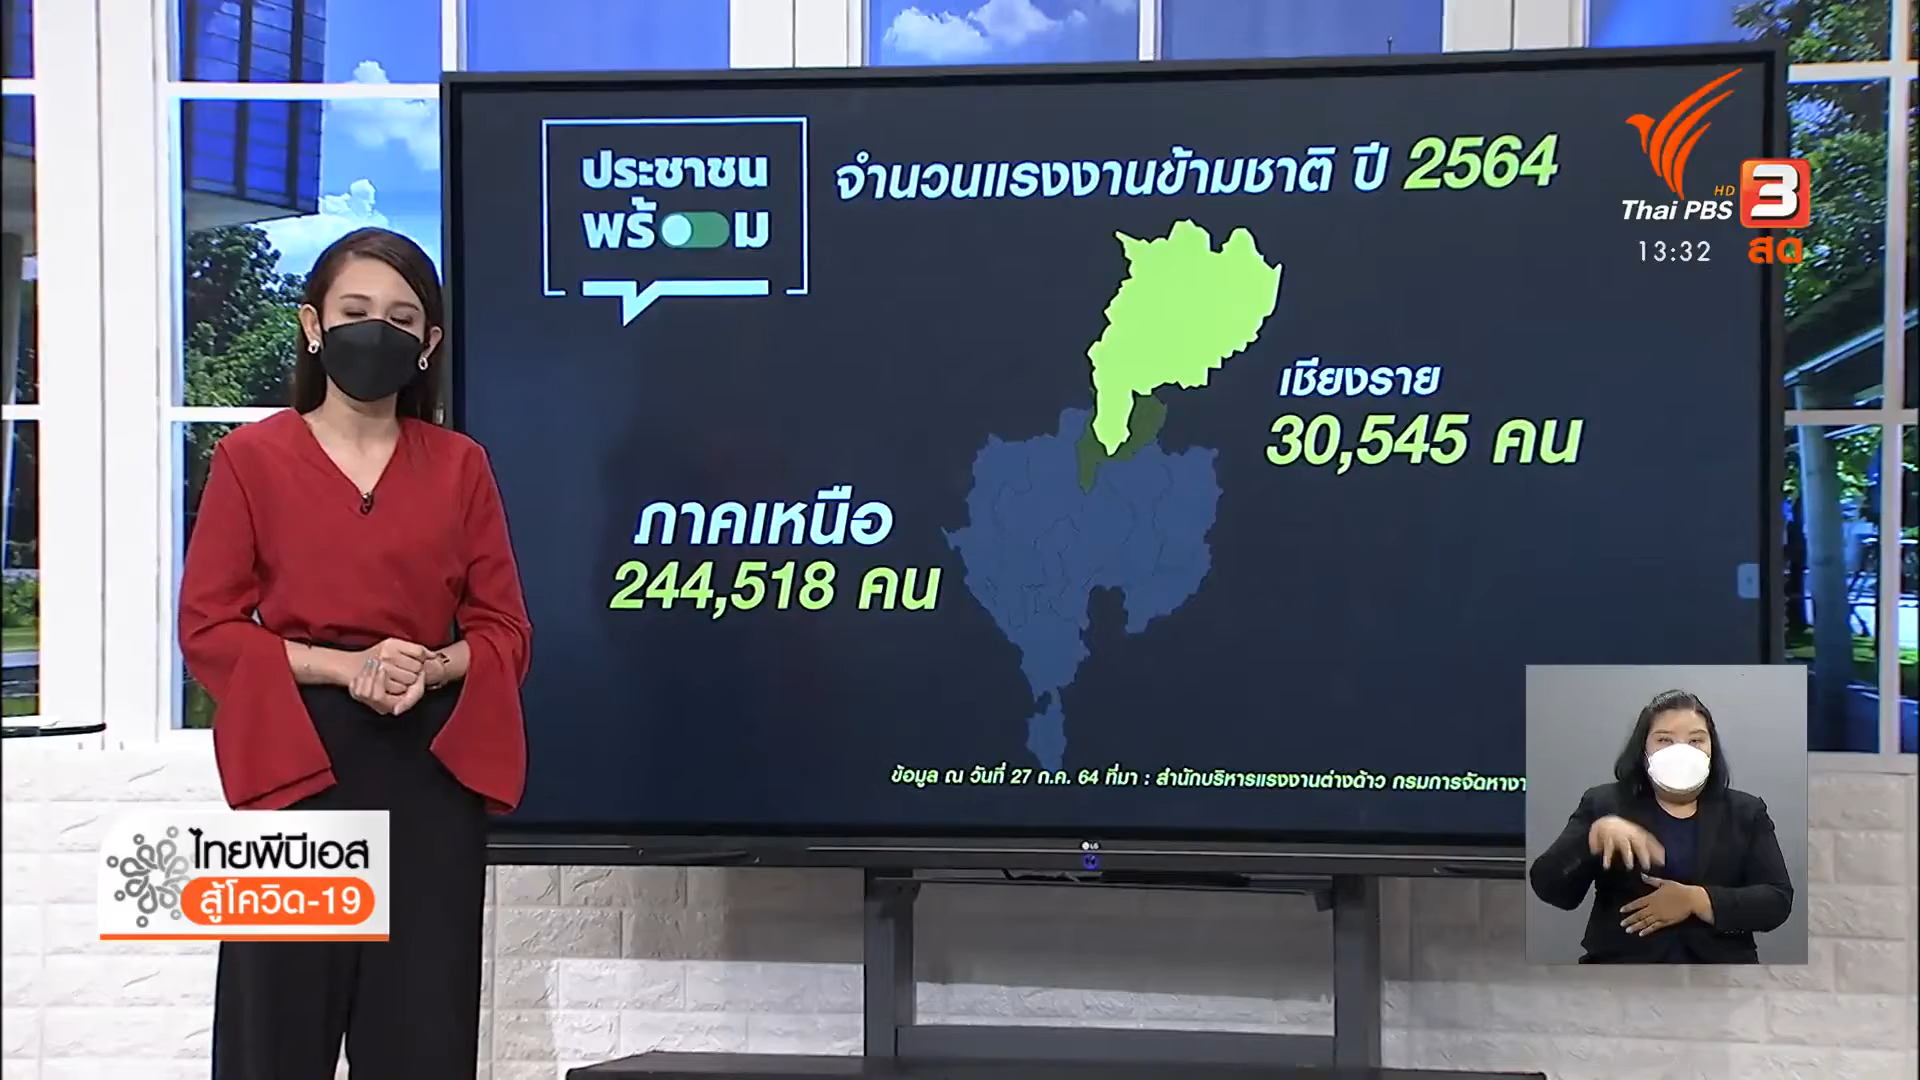 ประชาชน
พร้อม
จำนวนแรงงานข้ามชาติ ปี 2564
เชียงราย
30,545 คน
ภาคเหนือ
244,518 คน
ข้อมูล ณ วันที่ 27 ก.ค. 64 ที่มา : สำนักบริหารแรงงานต่างด้าว กรมการจัดหางา
HD
Thai PBS 3
13:32 สด
LG
ไทยพีบีเอส
สู้โควิด-19